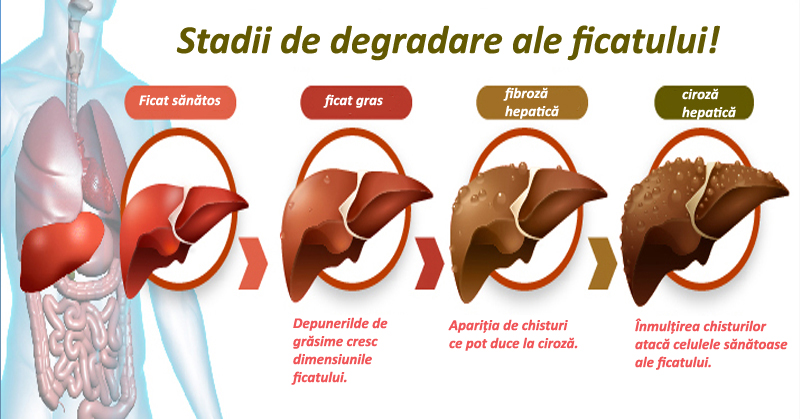 Stadii de degradare ale ficatului!
Ficat sănătos
ficat gras
fibroză
hepatică
ciroză
hepatică
Depunerilde de
grăsime cresc
dimensiunile
ficatului.
Apariția de chisturi
ce pot duce la ciroză.
Înmulțirea chisturilor
atacă celulele sănătoase
ale ficatului.